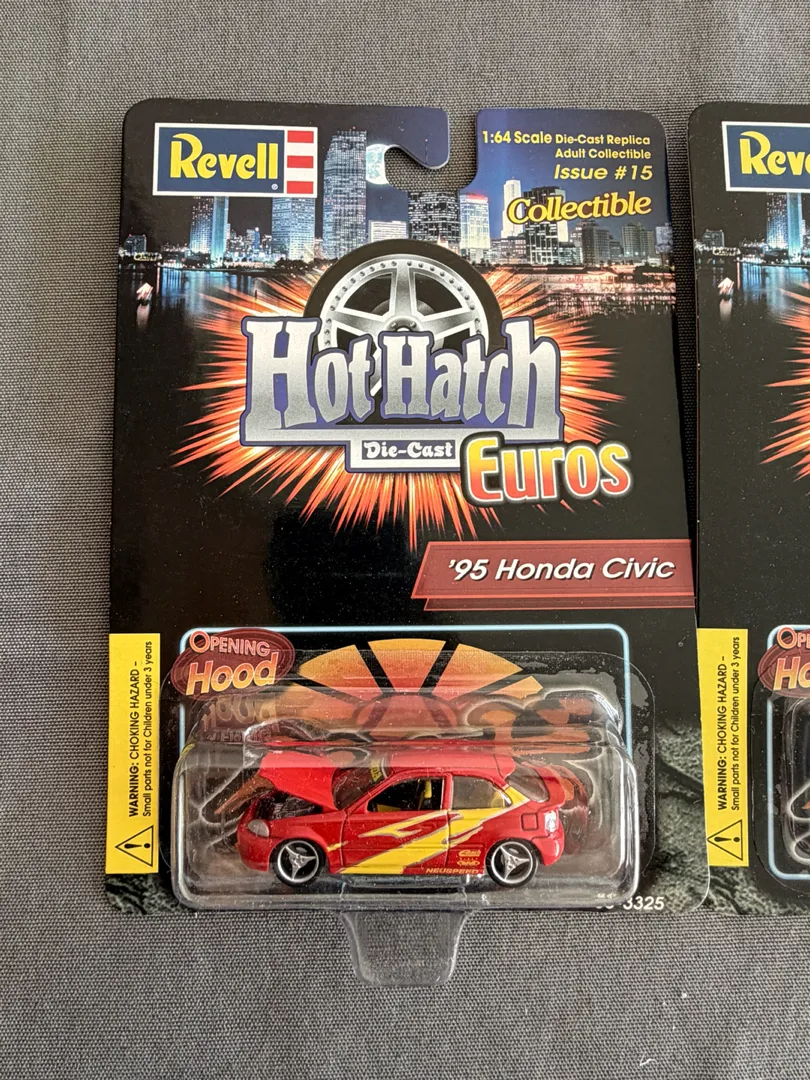 Revell
1:64 Scale Die-Cast Replica
Adult Collectible
Issue #15
Collectible
Hot Hatch
Die-Cast
Euros
'95 Honda Civic
OPENING
Hood
WARNING: CHOKING HAZARD –
Small parts not for Children under 3 years
NEUSPEED
3325
Reve
WARNING: CHOKING HAZARD –
Small parts not for Children under 3 years